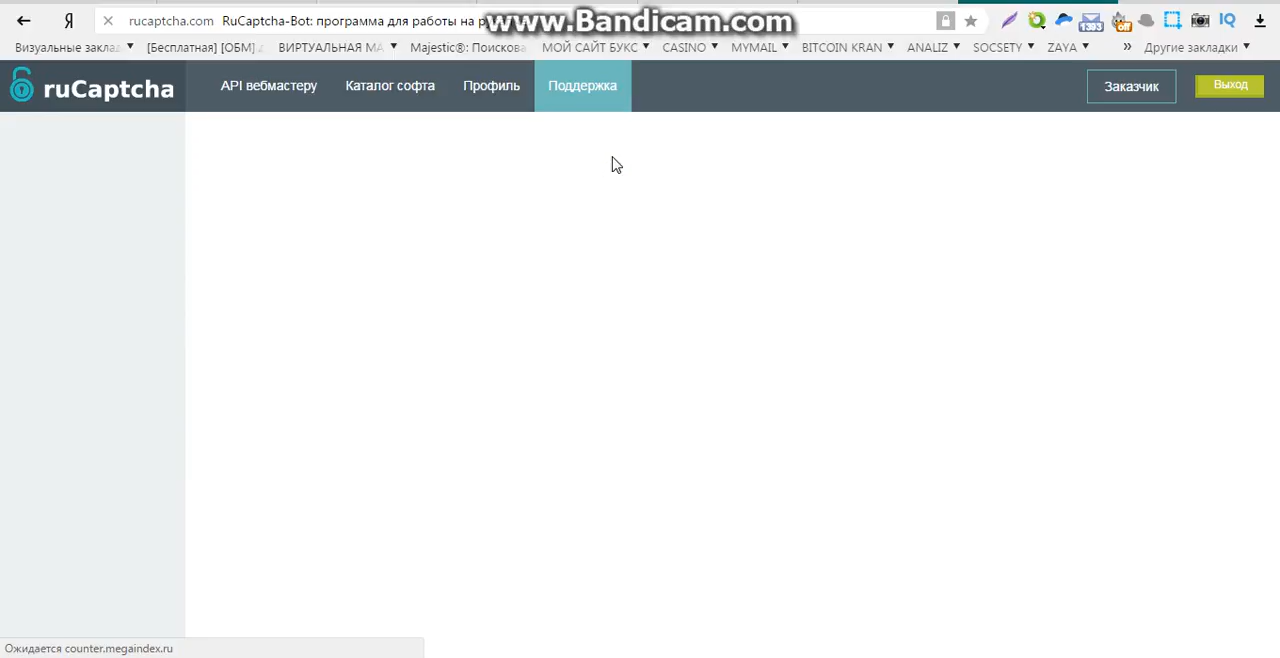 www.Bandicam.com
Я rucaptcha.com RuCaptcha-Bot: программа для работы на
Визуальные заклад [Бесплатная] [ОБМ] ВИРТУАЛЬНАЯ МА Majestic®: Поискова МОЙ САЙТ БУКС CASINO MYMAIL BITCOIN KRAN ANALIZ SOCSETY ZAYA » Другие закладки
ruCaptcha API вебмастеру Каталог софта Профиль Поддержка Заказчик Выход
Ожидается counter.megaindex.ru